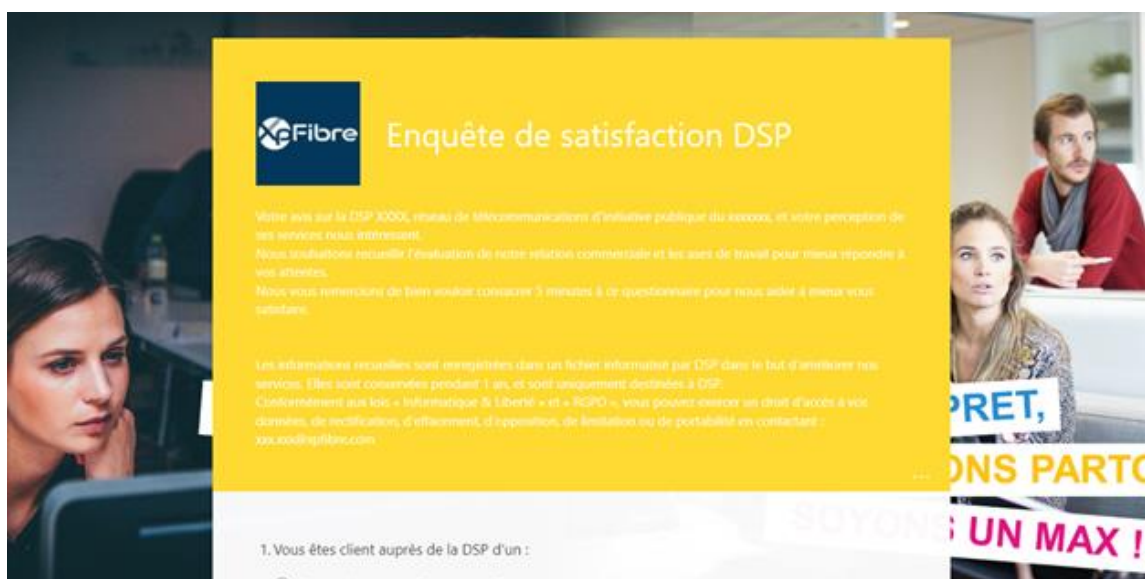 XpFibre
Enquête de satisfaction DSP
Votre avis sur la DSP XXXX, réseau de télécommunications d'initiative publique du xxxxxx, et votre perception de
ses services nous intéressent.
Nous souhaitons recueillir l'évaluation de notre relation commerciale et les axes de travail pour mieux répondre à
vos attentes.
Nous vous remercions de bien vouloir consacrer 5 minutes à ce questionnaire pour nous aider à mieux vous
satisfaire.
Les informations recueillies sont enregistrées dans un fichier informatisé par DSP dans le but d'améliorer nos
services. Elles sont conservées pendant 1 an, et sont uniquement destinées à DSP.
Conformément aux lois « Informatique & Liberté » et « RGPD », vous pouvez exercer un droit d'accès à vos
données, de rectification, d'effacement, d'opposition, de limitation ou de portabilité en contactant :
xxx.xxx@xpfibre.com
...
PRET,
ONS PARTO
SOYONS UN MAX !
1. Vous êtes client auprès de la DSP d'un :